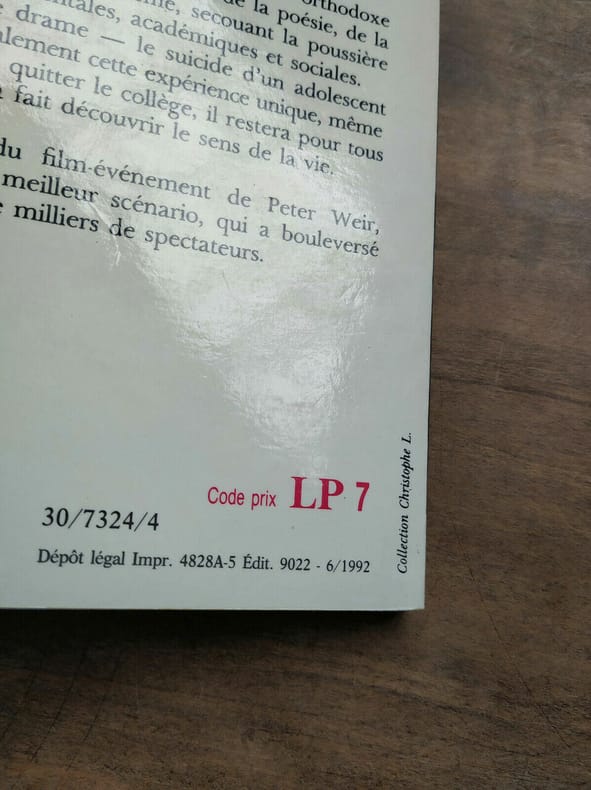 orthodoxe
de la poésie, de la
secouant la poussière
académiques et sociales.
drame — le suicide d'un adolescent
cette expérience unique, même
quitter le collège, il restera pour tous
fait découvrir le sens de la vie.
du film-événement de Peter Weir,
meilleur scénario, qui a bouleversé
milliers de spectateurs.
Code prix LP 7
30/7324/4
Dépôt légal Impr. 4828A-5 Édit. 9022 - 6/1992
Collection Christophe L.